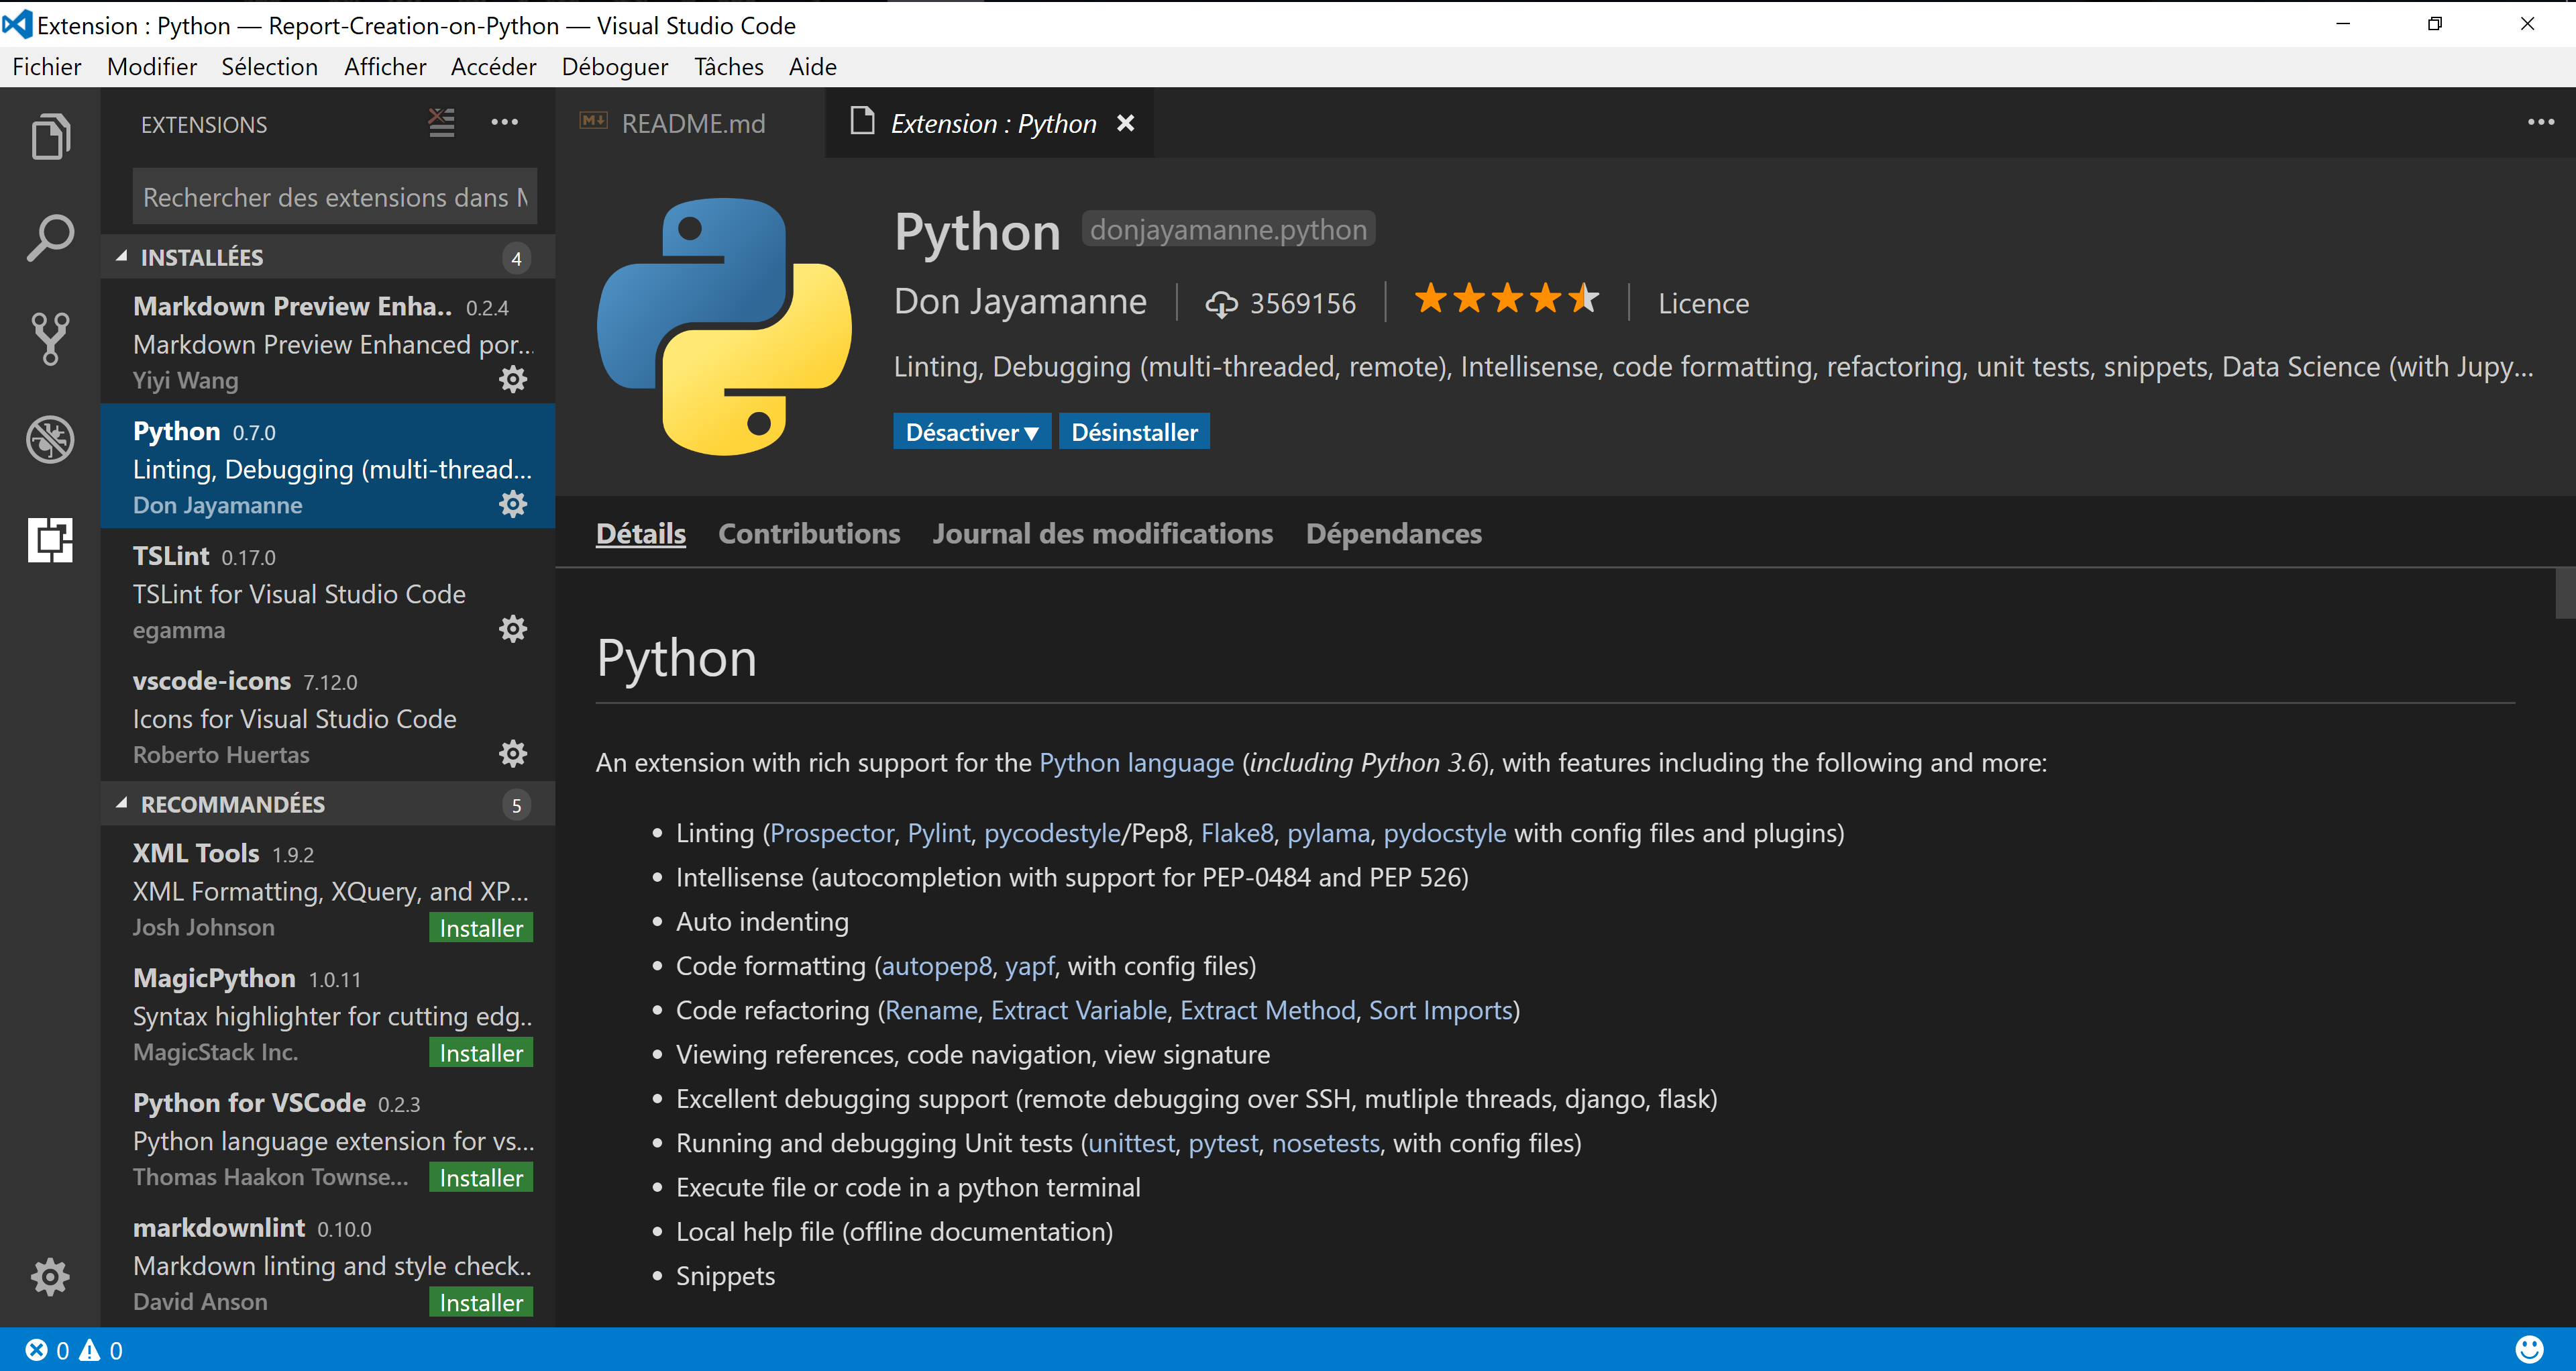 Extension : Python — Report-Creation-on-Python — Visual Studio Code
Fichier Modifier Sélection Afficher Accéder Déboguer Tâches Aide
EXTENSIONS
Rechercher des extensions dans
INSTALLÉES 4
Markdown Preview Enha.. 0.2.4
Markdown Preview Enhanced por...
Yiyi Wang
Python 0.7.0
Linting, Debugging (multi-thread...
Don Jayamanne
TSLint 0.17.0
TSLint for Visual Studio Code
egamma
vscode-icons 7.12.0
Icons for Visual Studio Code
Roberto Huertas
RECOMMANDÉES 5
XML Tools 1.9.2
XML Formatting, XQuery, and XP...
Josh Johnson Installer
MagicPython 1.0.11
Syntax highlighter for cutting edg..
MagicStack Inc. Installer
Python for VSCode 0.2.3
Python language extension for vs...
Thomas Haakon Townse... Installer
markdownlint 0.10.0
Markdown linting and style check..
David Anson Installer
README.md Extension : Python
Python donjayamanne.python
Don Jayamanne 3569156 Licence
Linting, Debugging (multi-threaded, remote), Intellisense, code formatting, refactoring, unit tests, snippets, Data Science (with Jupy...
Désactiver▼ Désinstaller
Détails Contributions Journal des modifications Dépendances
Python
An extension with rich support for the Python language (including Python 3.6), with features including the following and more:
• Linting (Prospector, Pylint, pycodestyle/Pep8, Flake8, pylama, pydocstyle with config files and plugins)
• Intellisense (autocompletion with support for PEP-0484 and PEP 526)
• Auto indenting
• Code formatting (autopep8, yapf, with config files)
• Code refactoring (Rename, Extract Variable, Extract Method, Sort Imports)
• Viewing references, code navigation, view signature
• Excellent debugging support (remote debugging over SSH, mutliple threads, django, flask)
• Running and debugging Unit tests (unittest, pytest, nosetests, with config files)
• Execute file or code in a python terminal
• Local help file (offline documentation)
• Snippets
0 0